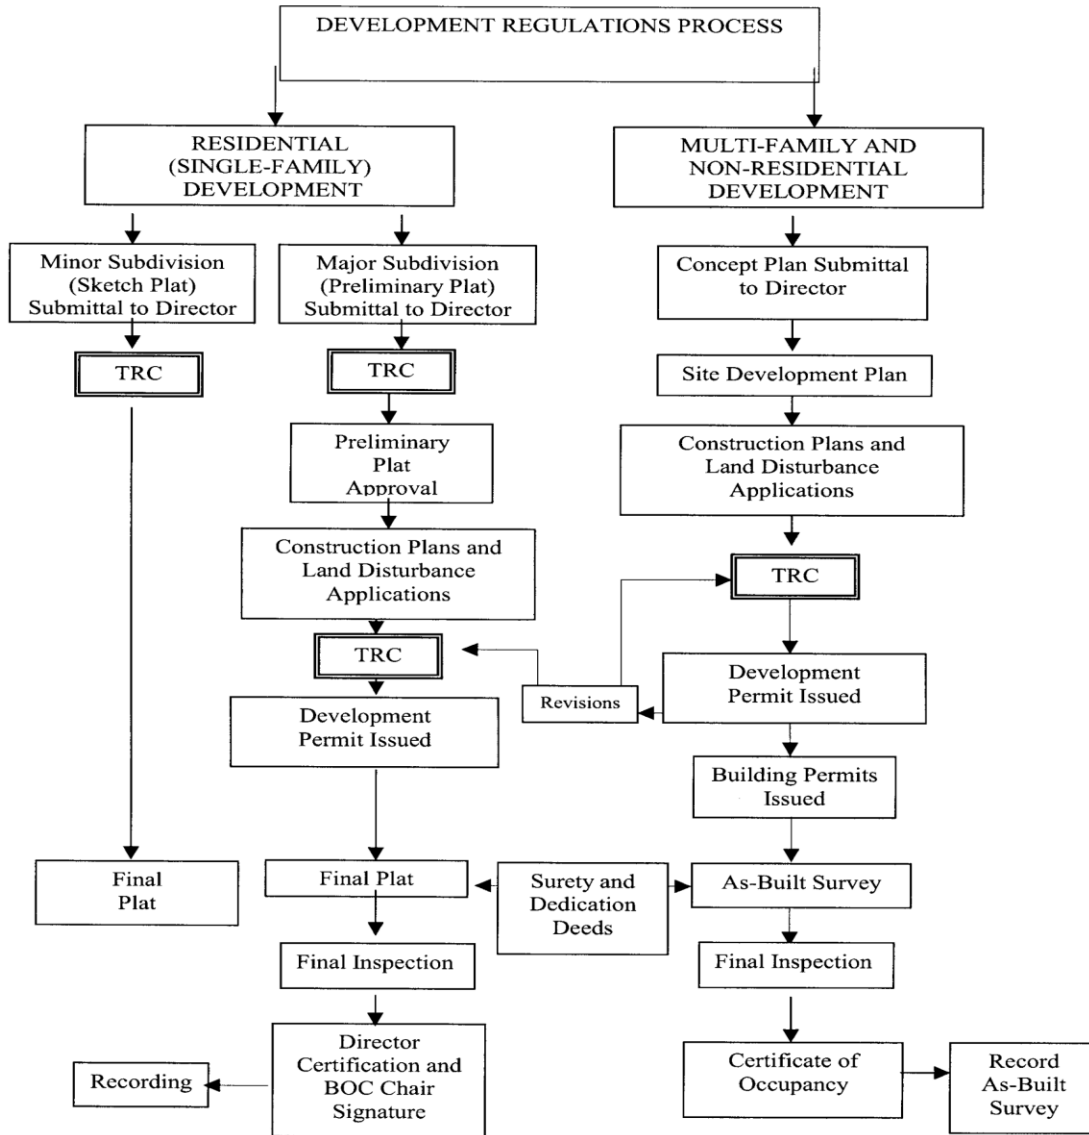 DEVELOPMENT REGULATIONS PROCESS
RESIDENTIAL
(SINGLE-FAMILY)
DEVELOPMENT
MULTI-FAMILY AND
NON-RESIDENTIAL
DEVELOPMENT
Minor Subdivision
(Sketch Plat)
Submittal to Director
Major Subdivision
(Preliminary Plat)
Submittal to Director
Concept Plan Submittal
to Director
TRC
TRC
Site Development Plan
Preliminary
Plat
Approval
Construction Plans and
Land Disturbance
Applications
Construction Plans and
Land Disturbance
Applications
TRC
TRC
Revisions
Development
Permit Issued
Development
Permit Issued
Building Permits
Issued
Final
Plat
Final Plat
Surety and
Dedication
Deeds
As-Built Survey
Final Inspection
Final Inspection
Recording
Director
Certification and
BOC Chair
Signature
Certificate of
Occupancy
Record
As-Built
Survey